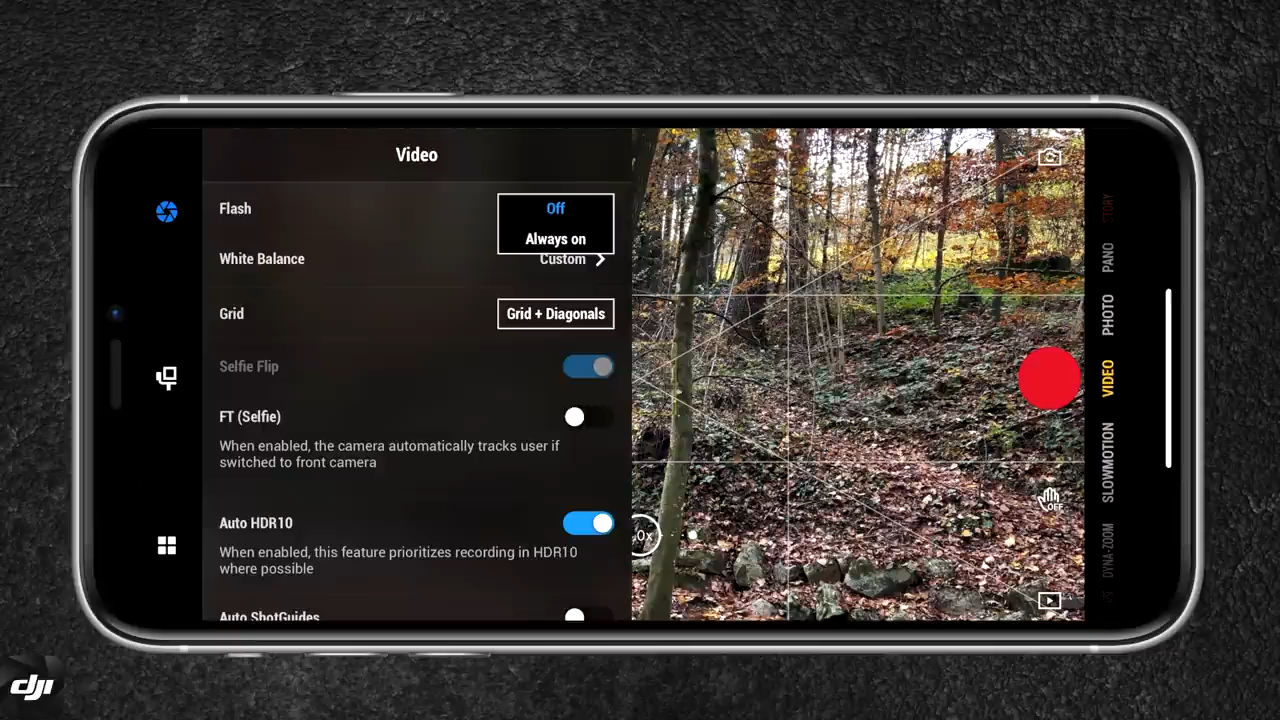 Video
Flash
Off
Always on
White Balance
Custom
Grid
Grid + Diagonals
Selfie Flip
FT (Selfie)
When enabled, the camera automatically tracks user if
switched to front camera
Auto HDR10
When enabled, this feature prioritizes recording in HDR10
where possible
Auto ShotGuides
0x
OFF
STORY
PANO
PHOTO
VIDEO
SLOWMOTION
DYNA-ZOOM
dji